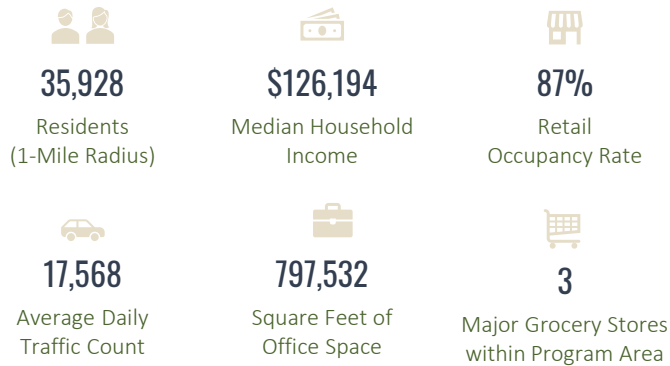 35,928
Residents
(1-Mile Radius)
$126,194
Median Household
Income
87%
Retail
Occupancy Rate
17,568
Average Daily
Traffic Count
797,532
Square Feet of
Office Space
3
Major Grocery Stores
within Program Area